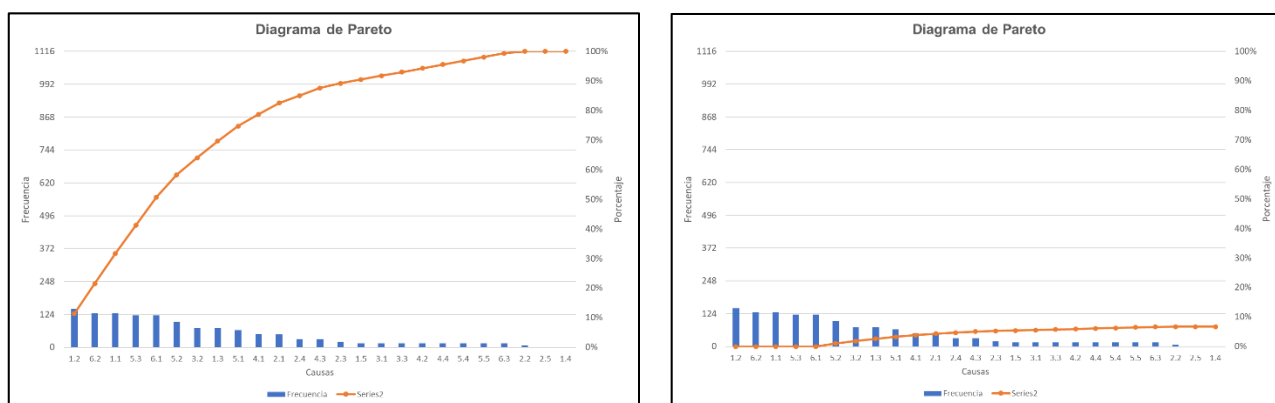 Diagrama de Pareto
1116 100%
992 90%
868 80%
744 70%
620 60%
50%
496 40%
372 30%
248 20%
124 10%
0 0%
Frecuencia
Porcentaje
1.2 6.2 1.1 5.3 6.1 5.2 3.2 1.3 5.1 4.1 2.1 2.4 4.3 2.3 1.5 3.1 3.3 4.2 4.4 5.4 5.5 6.3 2.2 2.5 1.4
Causas
Frecuencia Series2
Diagrama de Pareto
1116 100%
992 90%
868 80%
744 70%
620 60%
50%
496 40%
372 30%
248 20%
124 10%
0 0%
Frecuencia
Porcentaje
1.2 6.2 1.1 5.3 6.1 5.2 3.2 1.3 5.1 4.1 2.1 2.4 4.3 2.3 1.5 3.1 3.3 4.2 4.4 5.4 5.5 6.3 2.2 2.5 1.4
Causas
Frecuencia Series2